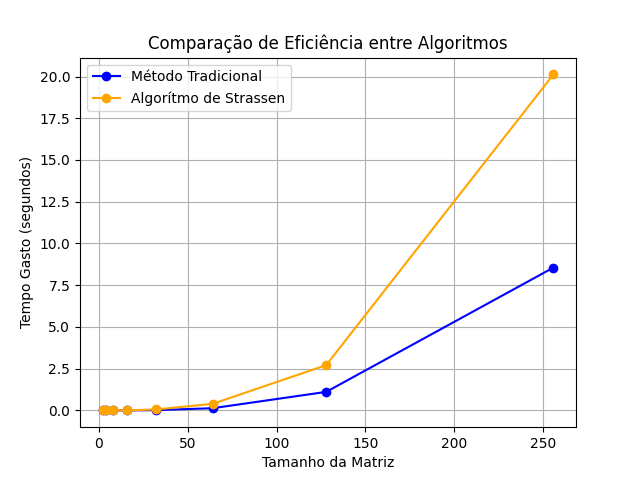 Comparação de Eficiência entre Algoritmos
Método Tradicional
Algorítmo de Strassen
Tempo Gasto (segundos)
20.0
17.5
15.0
12.5
10.0
7.5
5.0
2.5
0.0
0 50 100 150 200 250
Tamanho da Matriz